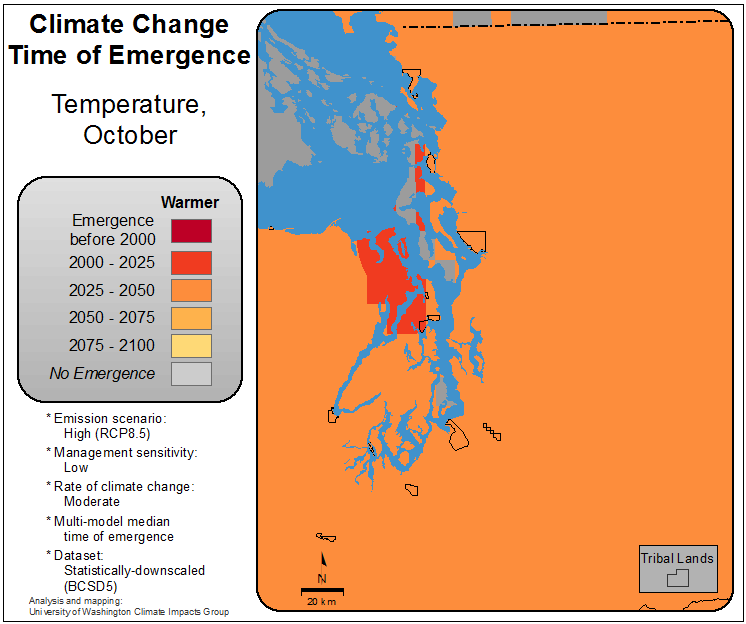 Climate Change
Time of Emergence
Temperature,
October
Warmer
Emergence
before 2000
2000 - 2025
2025 - 2050
2050 - 2075
2075 - 2100
No Emergence
* Emission scenario:
High (RCP8.5)
* Management sensitivity:
Low
* Rate of climate change:
Moderate
* Multi-model median
time of emergence
* Dataset:
Statistically-downscaled
(BCSD5)
Analysis and mapping:
University of Washington Climate Impacts Group
N
20 km
Tribal Lands